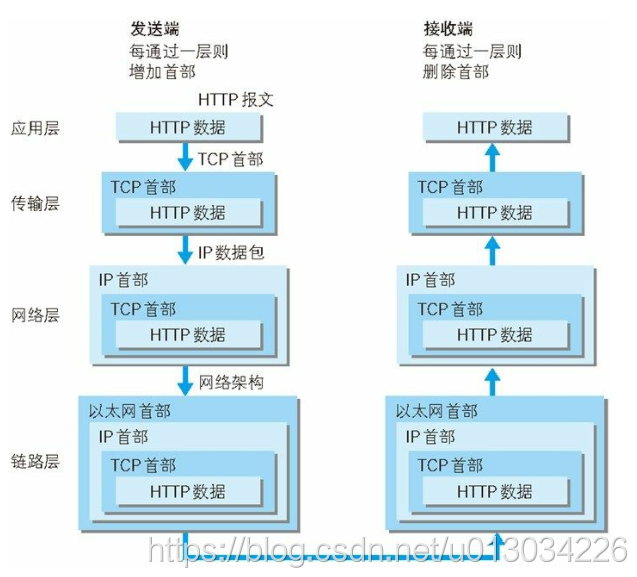 发送端
每通过一层则
增加首部
接收端
每通过一层则
删除首部
HTTP 报文
应用层
HTTP 数据
HTTP 数据
TCP 首部
传输层
TCP 首部
HTTP 数据
TCP 首部
HTTP 数据
IP 数据包
网络层
IP 首部
TCP 首部
HTTP 数据
IP 首部
TCP 首部
HTTP 数据
网络架构
链路层
以太网首部
IP 首部
TCP 首部
HTTP 数据
以太网首部
IP 首部
TCP 首部
HTTP 数据
https://blog.csdn.net/u013034226